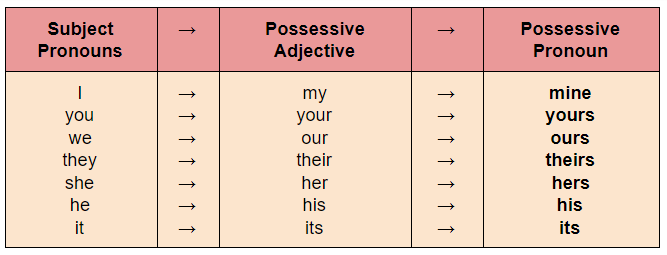 Subject → Possessive → Possessive
Pronouns Adjective Pronoun
I → my → mine
you → your → yours
we → our → ours
they → their → theirs
she → her → hers
he → his → his
it → its → its